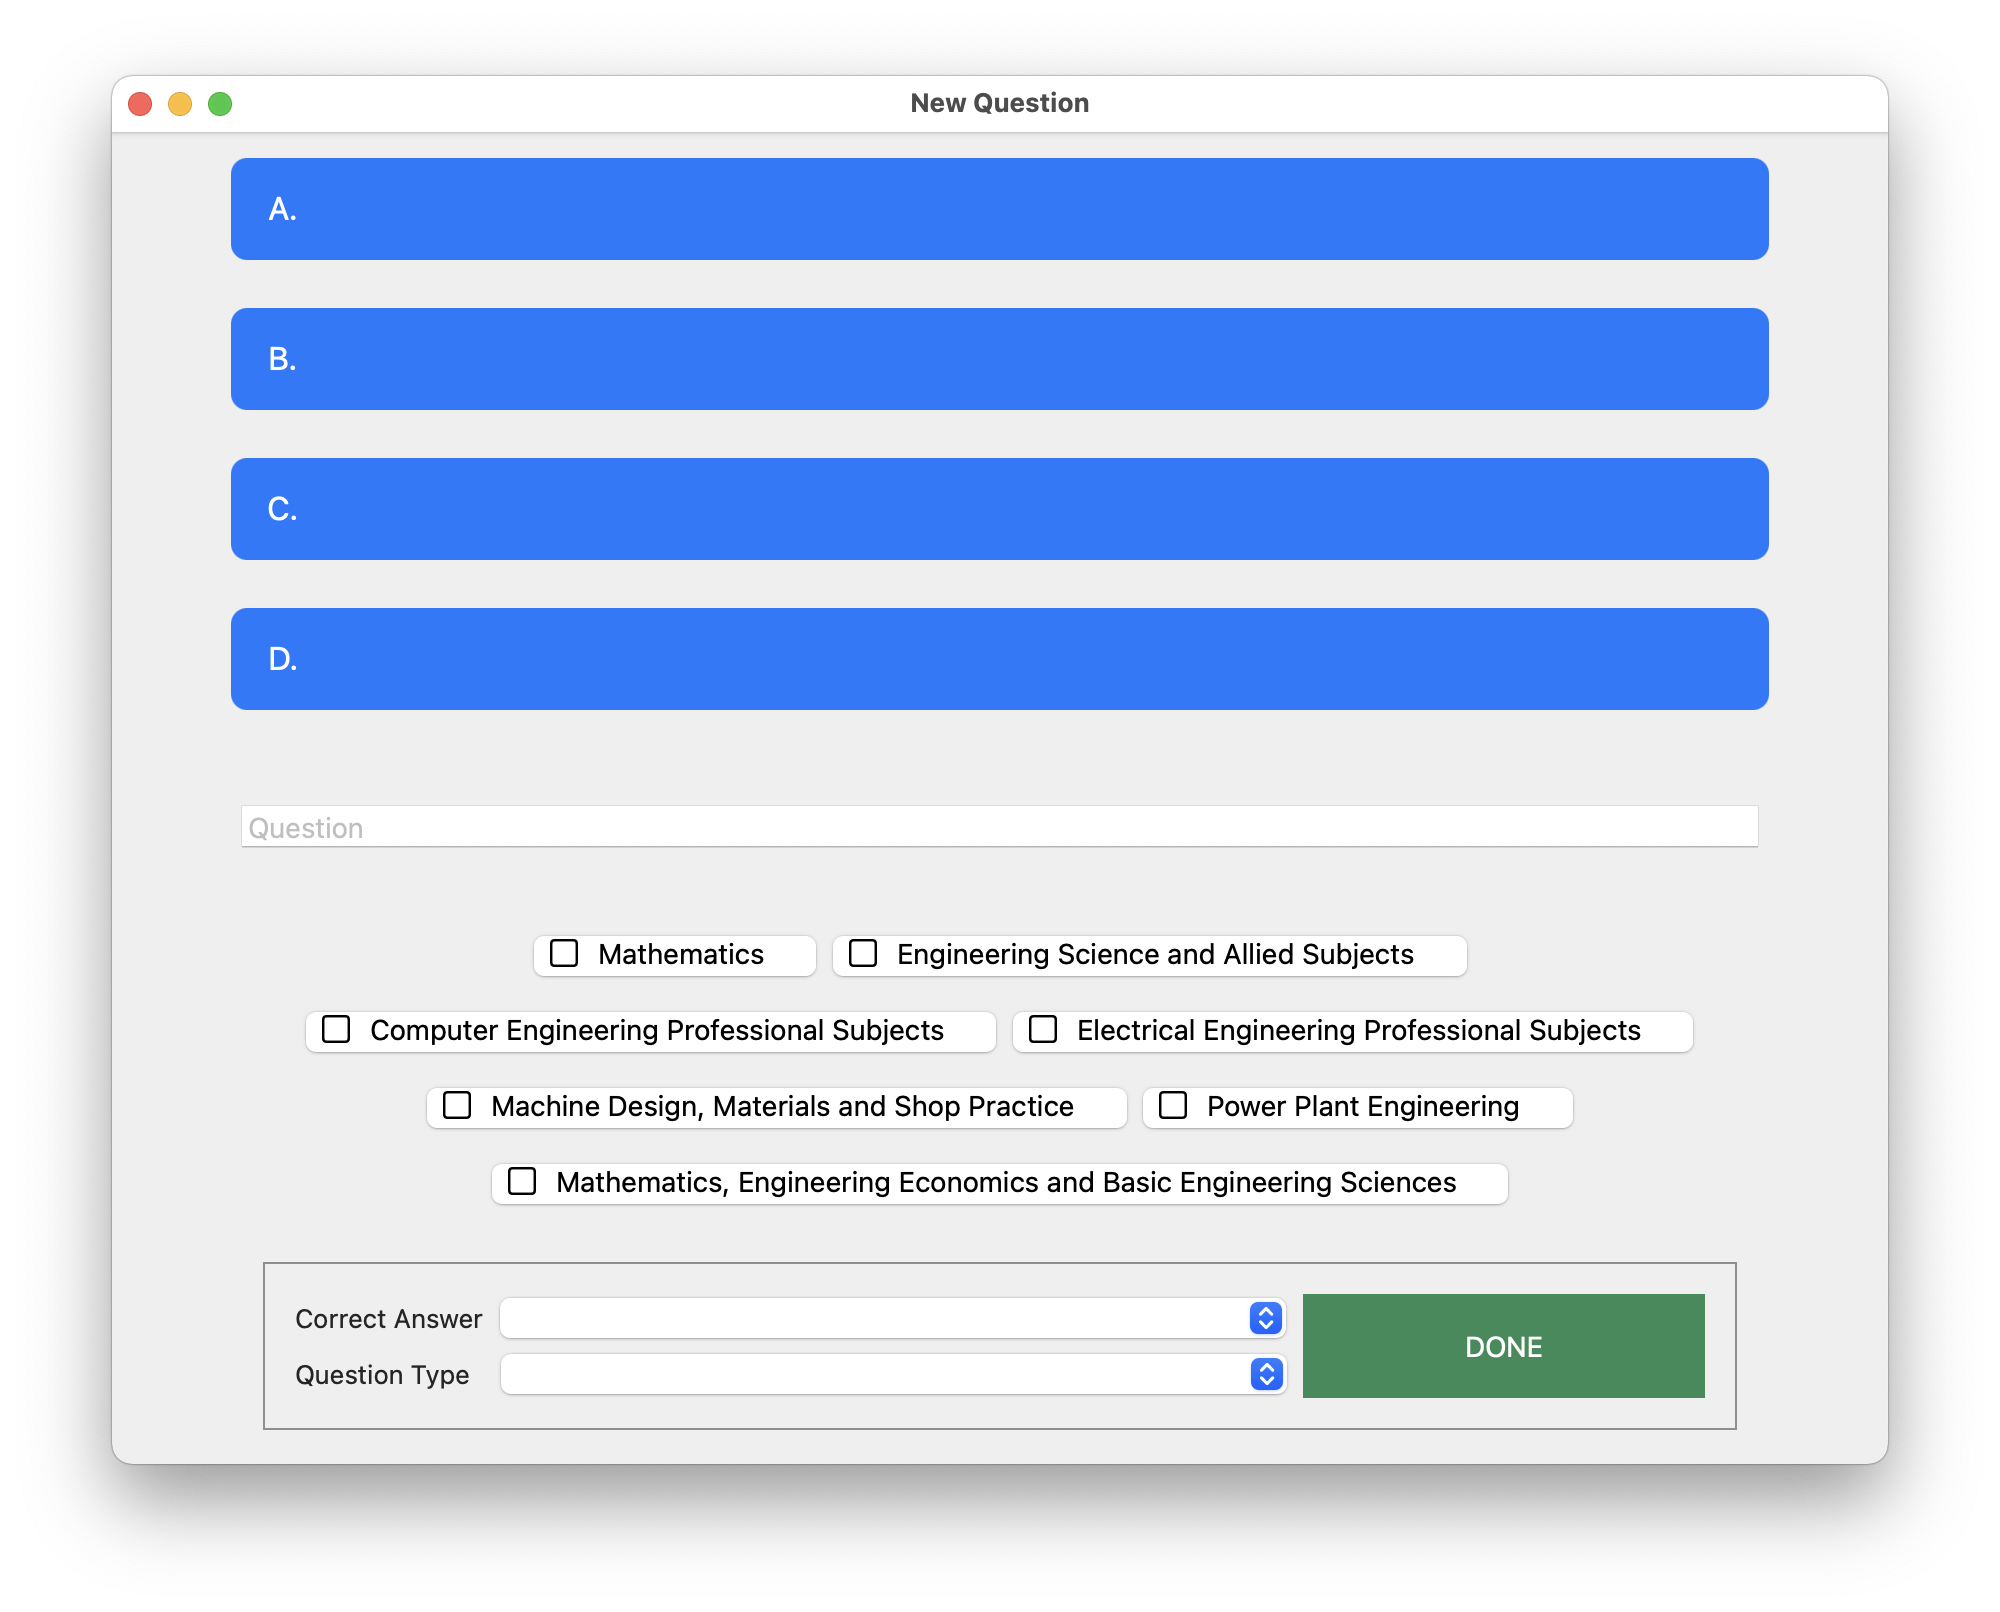 New Question
A.
B.
C.
D.
Question
Mathematics
Engineering Science and Allied Subjects
Computer Engineering Professional Subjects
Electrical Engineering Professional Subjects
Machine Design, Materials and Shop Practice
Power Plant Engineering
Mathematics, Engineering Economics and Basic Engineering Sciences
Correct Answer
Question Type
DONE